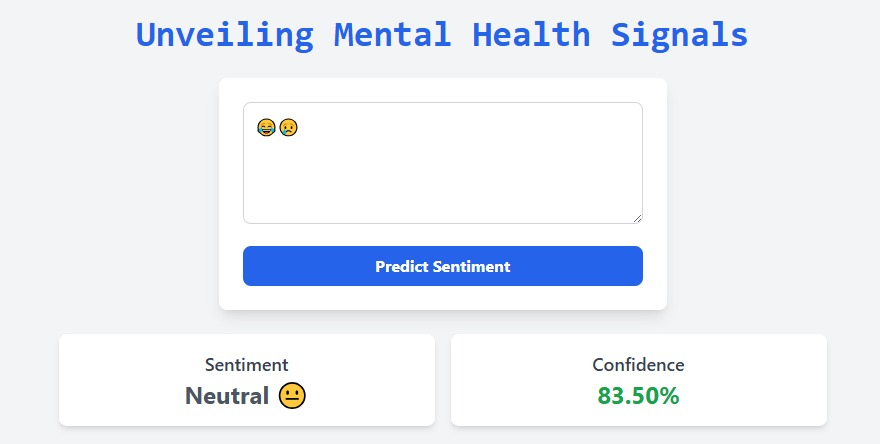 Unveiling Mental Health Signals
😂😢
Predict Sentiment
Sentiment
Neutral 😐
Confidence
83.50%